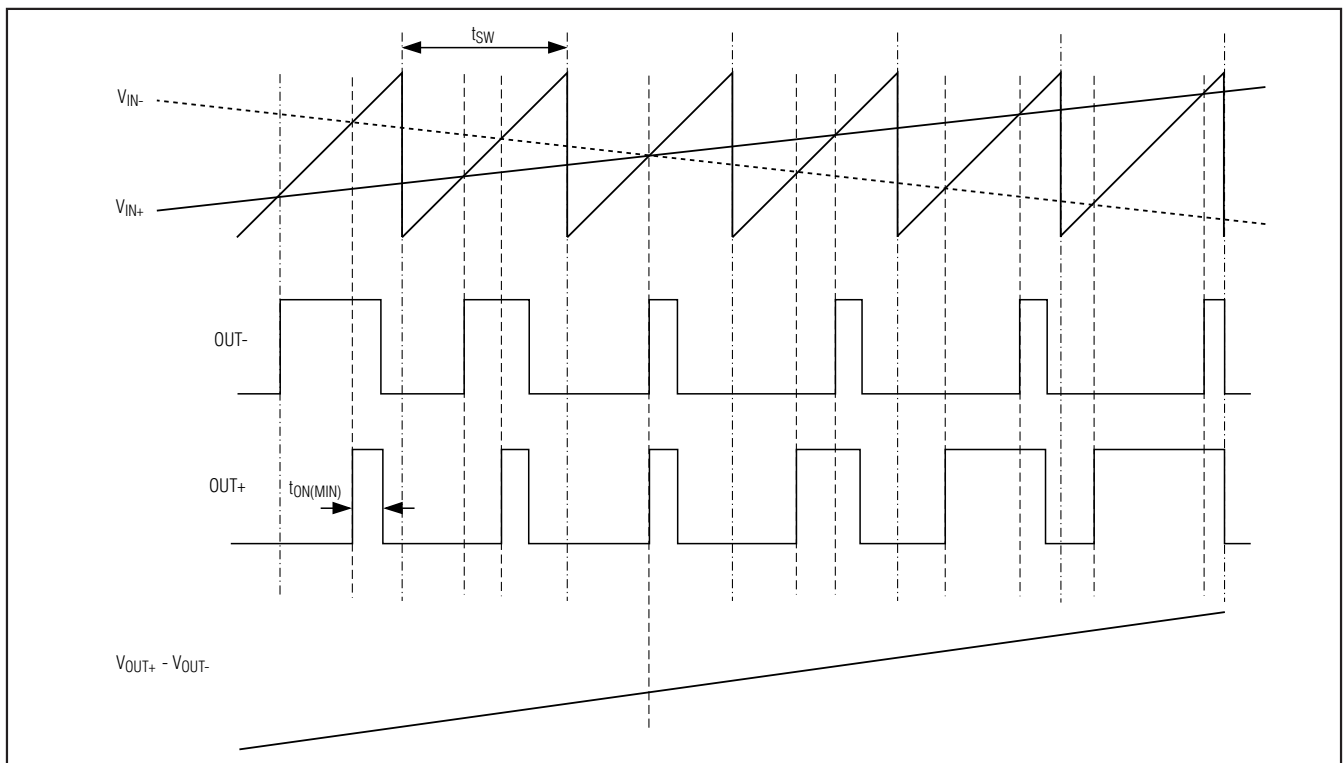 tSW
VIN-
VIN+
OUT-
OUT+
tON(MIN)
VOUT+ - VOUT-